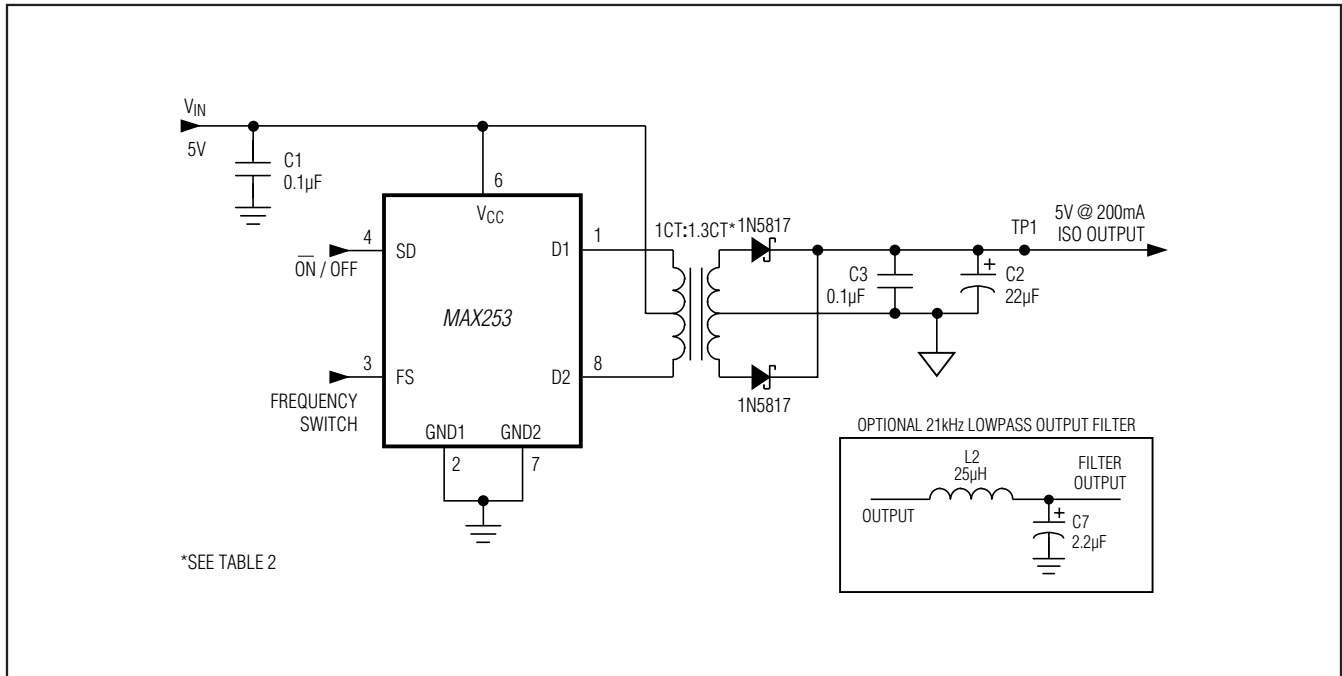 VIN
5V
C1
0.1µF
6
VCC
4
SD
ON / OFF
D1
1
1CT:1.3CT*
1N5817
TP1
5V @ 200mA
ISO OUTPUT
C3
0.1µF
+
C2
22µF
MAX253
3
FS
FREQUENCY
SWITCH
D2
8
1N5817
GND1
GND2
2
7
*SEE TABLE 2
OPTIONAL 21kHz LOWPASS OUTPUT FILTER
L2
25µH
FILTER
OUTPUT
OUTPUT
+
C7
2.2µF